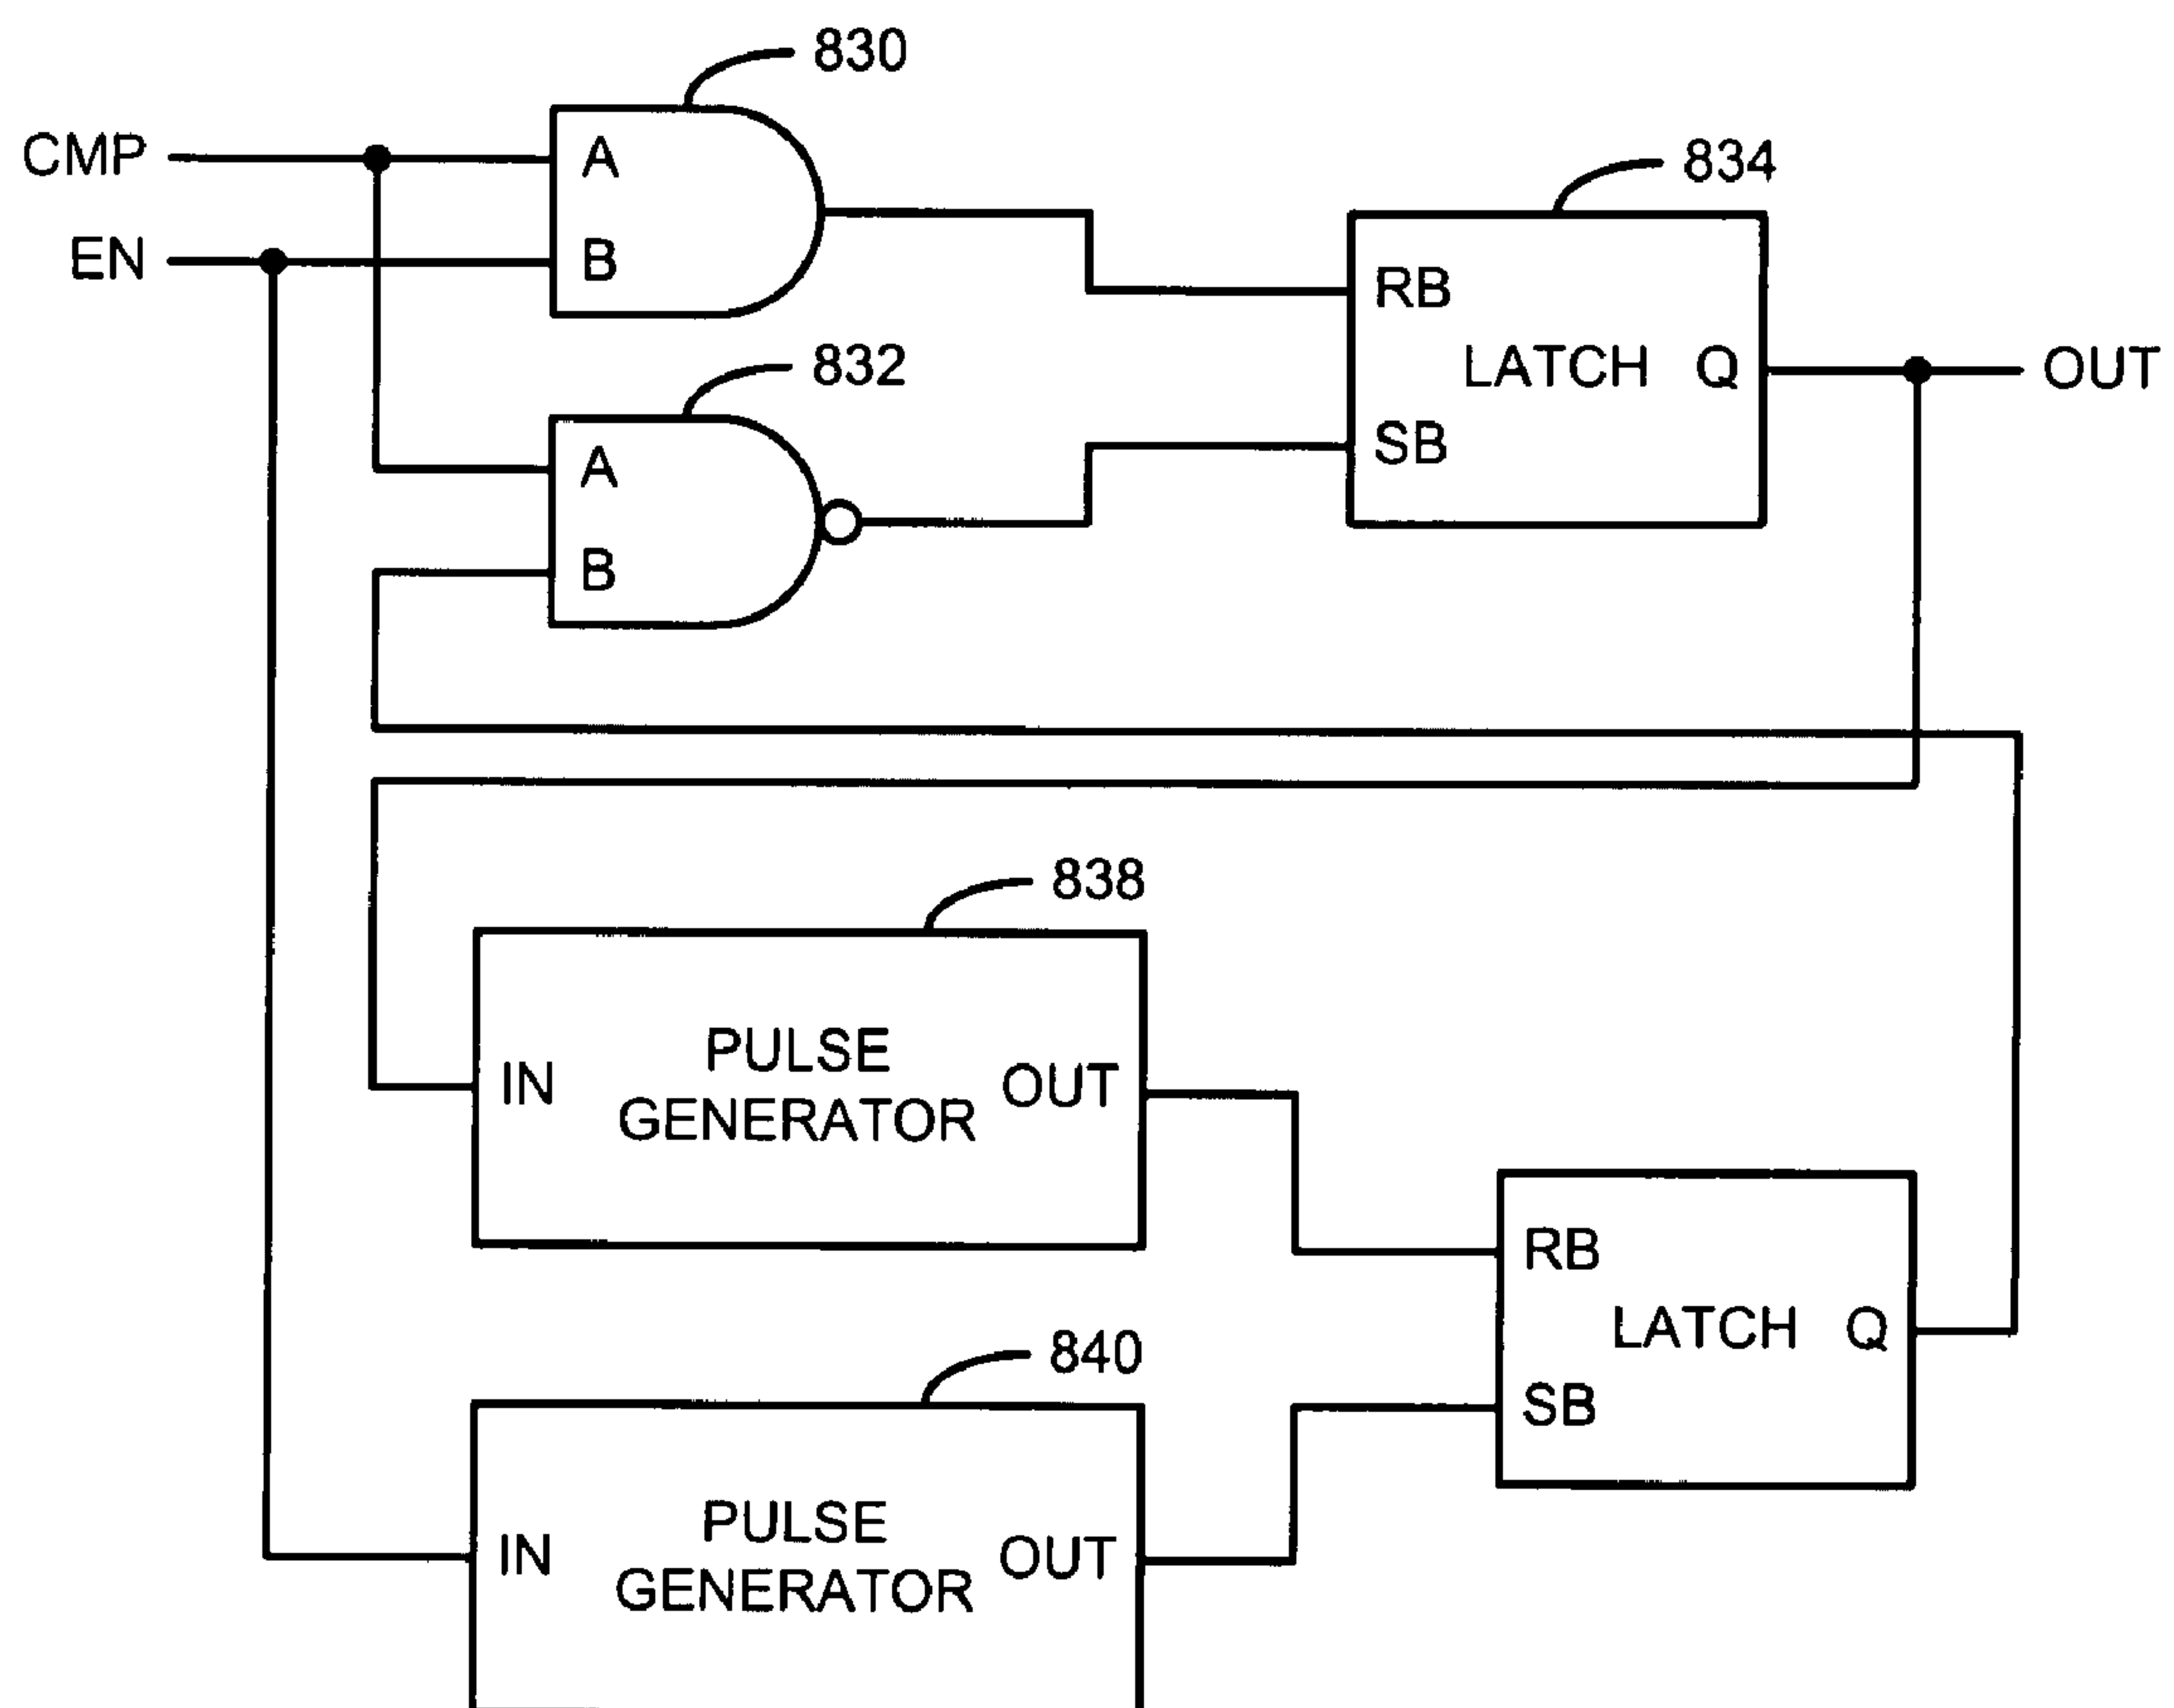 830
CMP
A
834
EN
B
RB
832
LATCH Q
OUT
A
SB
B
838
PULSE
GENERATOR
IN
OUT
RB
840
LATCH Q
SB
PULSE
GENERATOR
IN
OUT